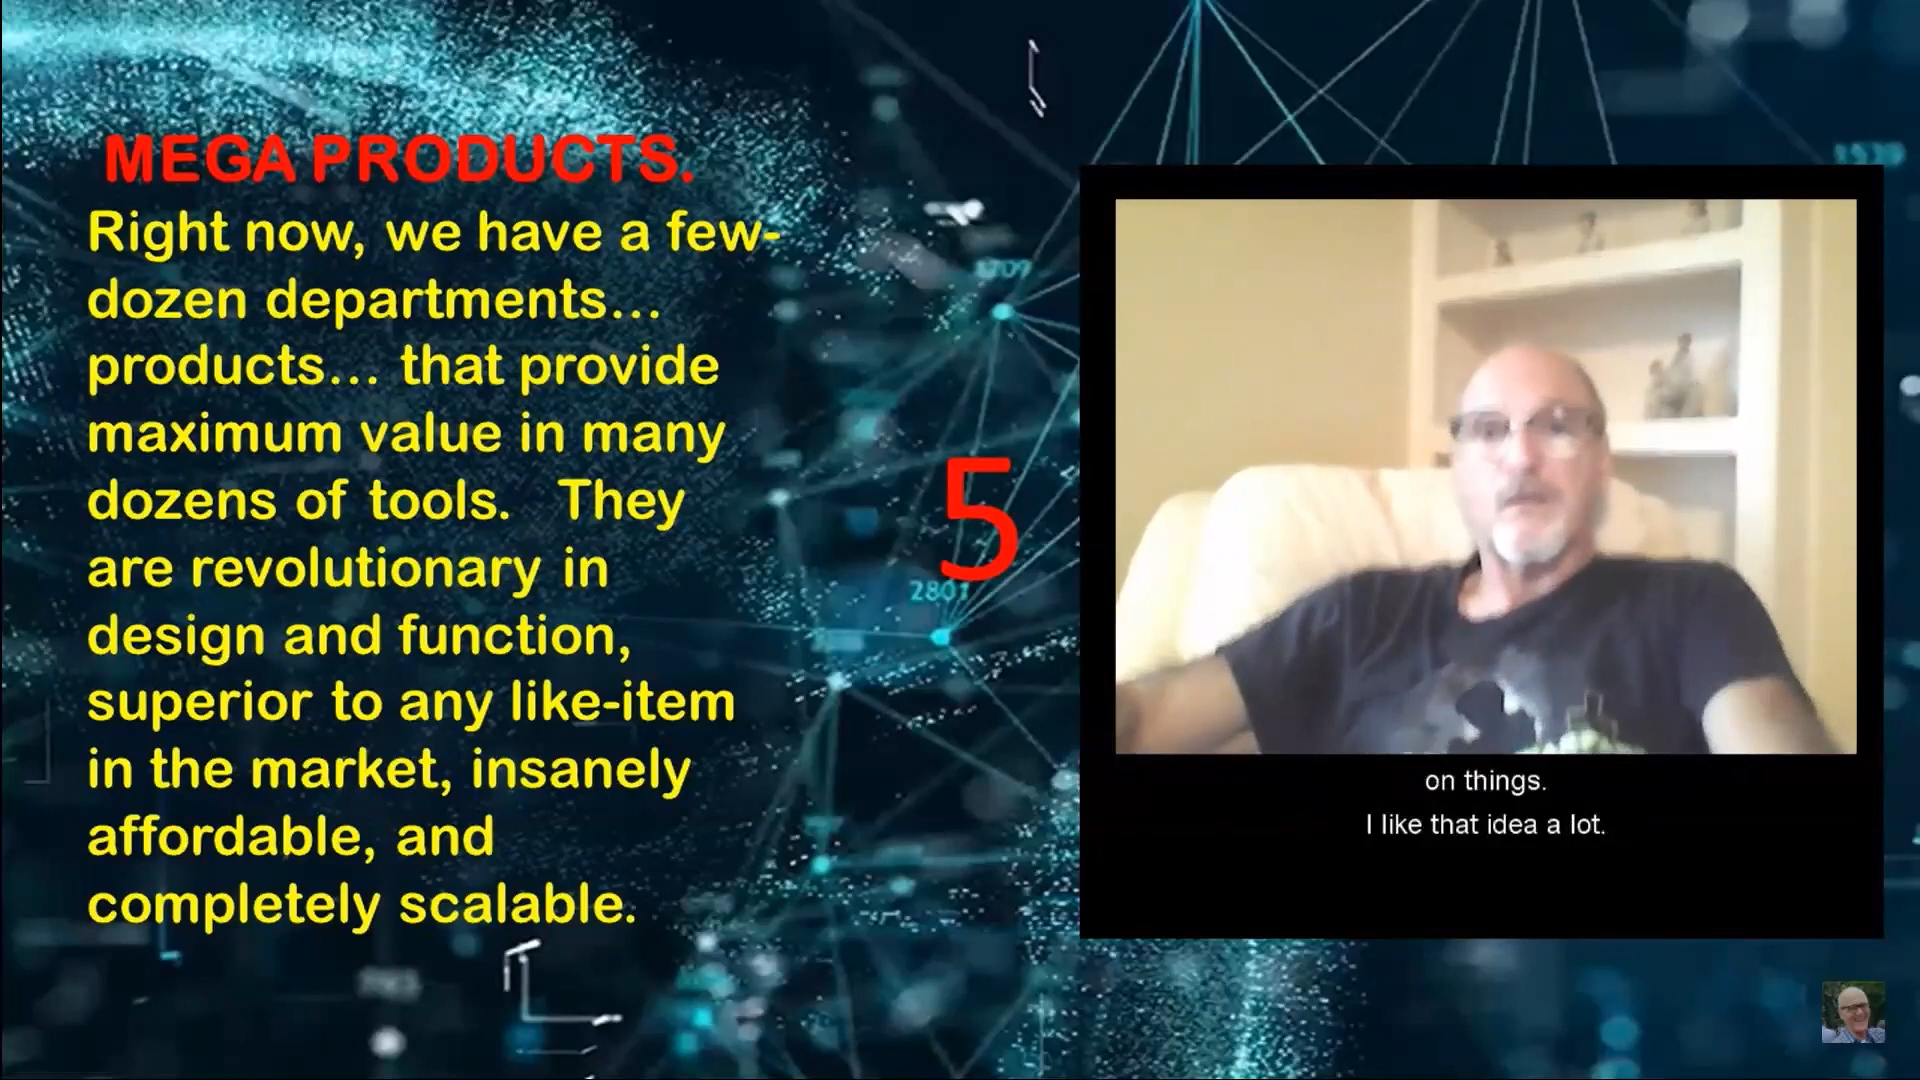 MEGA PRODUCTS.
Right now, we have a few-
dozen departments...
products... that provide
maximum value in many
dozens of tools. They
are revolutionary in
design and function,
superior to any like-item
in the market, insanely
affordable, and
completely scalable.
5
1539
2801
on things.
I like that idea a lot.